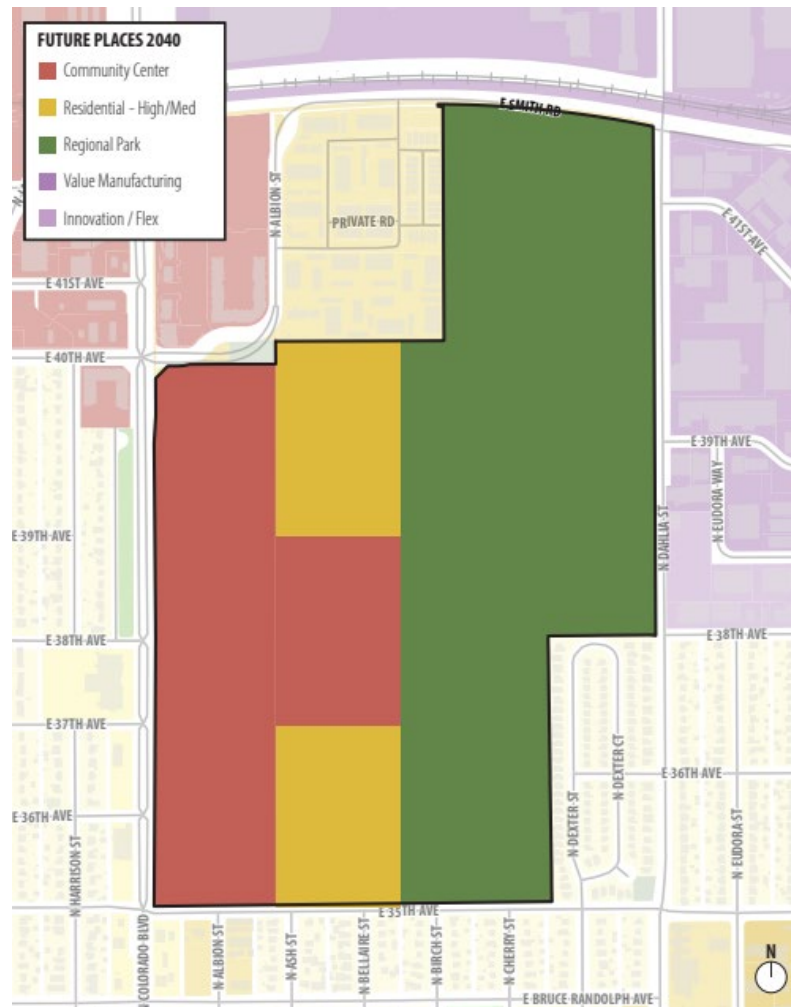 FUTURE PLACES 2040
Community Center
Residential - High/Med
Regional Park
Value Manufacturing
Innovation / Flex
E SMITH RD
N ALBION ST
PRIVATE RD
E 41ST AVE
E 41ST AVE
E 40TH AVE
E 39TH AVE
N EUDORA WAY
N DAHLIA ST
E 39TH AVE
E 38TH AVE
E 38TH AVE
E 37TH AVE
E 36TH AVE
N DEXTER CT
N DEXTER ST
E 36TH AVE
N HARRISON ST
N EUDORA ST
E 35TH AVE
N COLORADO BLVD
N ALBION ST
N ASH ST
N BELLAIRE ST
N BIRCH ST
N CHERRY ST
N
E BRUCE RANDOLPH AVE